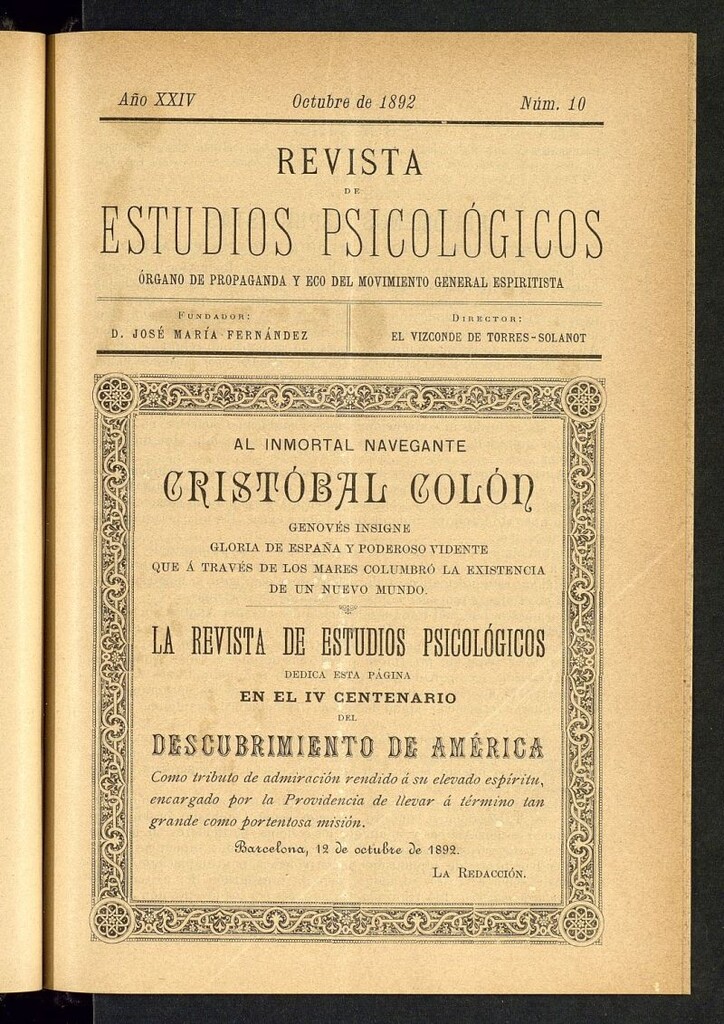 Año XXIV Octubre de 1892 Núm. 10
REVISTA
DE
ESTUDIOS PSICOLÓGICOS
ÓRGANO DE PROPAGANDA Y ECO DEL MOVIMIENTO GENERAL ESPIRITISTA
FUNDADOR:
D. JOSÉ MARÍA FERNÁNDEZ
DIRECTOR:
EL VIZCONDE DE TORRES-SOLANOT
AL INMORTAL NAVEGANTE
CRISTÓBAL COLÓN
GENOVÉS INSIGNE
GLORIA DE ESPAÑA Y PODEROSO VIDENTE
QUE Á TRAVÉS DE LOS MARES COLUMBRÓ LA EXISTENCIA
DE UN NUEVO MUNDO.
LA REVISTA DE ESTUDIOS PSICOLÓGICOS
DEDICA ESTA PÁGINA
EN EL IV CENTENARIO
DEL
DESCUBRIMIENTO DE AMÉRICA
Como tributo de admiración rendido á su elevado espíritu,
encargado por la Providencia de llevar á término tan
grande como portentosa misión.
Barcelona, 12 de octubre de 1892.
LA REDACCIÓN.